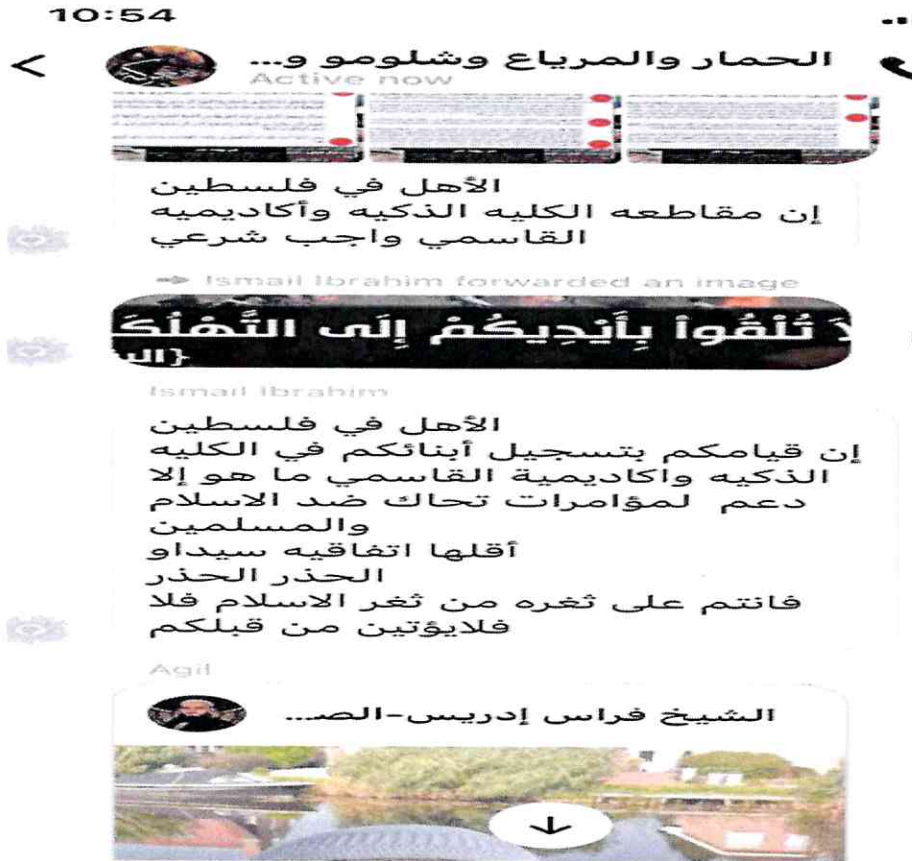 10:54
الحمار والمرياع وشلومو و...
Active now
الأهل في فلسطين
إن مقاطعه الكليه الذكيه وأكاديميه
القاسمي واجب شرعي
Ismail Ibrahim forwarded an image
تُلْقُوا بِأَيْدِيكُمْ إِلَى
Ismail Ibrahim
الأهل في فلسطين
إن قيامكم بتسجيل أبنائكم في الكليه
الذكيه واكاديمية القاسمي ما هو إلا
دعم لمؤامرات تحاك ضد الاسلام
والمسلمين
أقلها اتفاقيه سيداو
الحذر الحذر
فانتم على ثغره من ثغر الاسلام فلا
فلايؤتين من قبلكم
Agil
الشيخ فراس إدريس-الصـ...